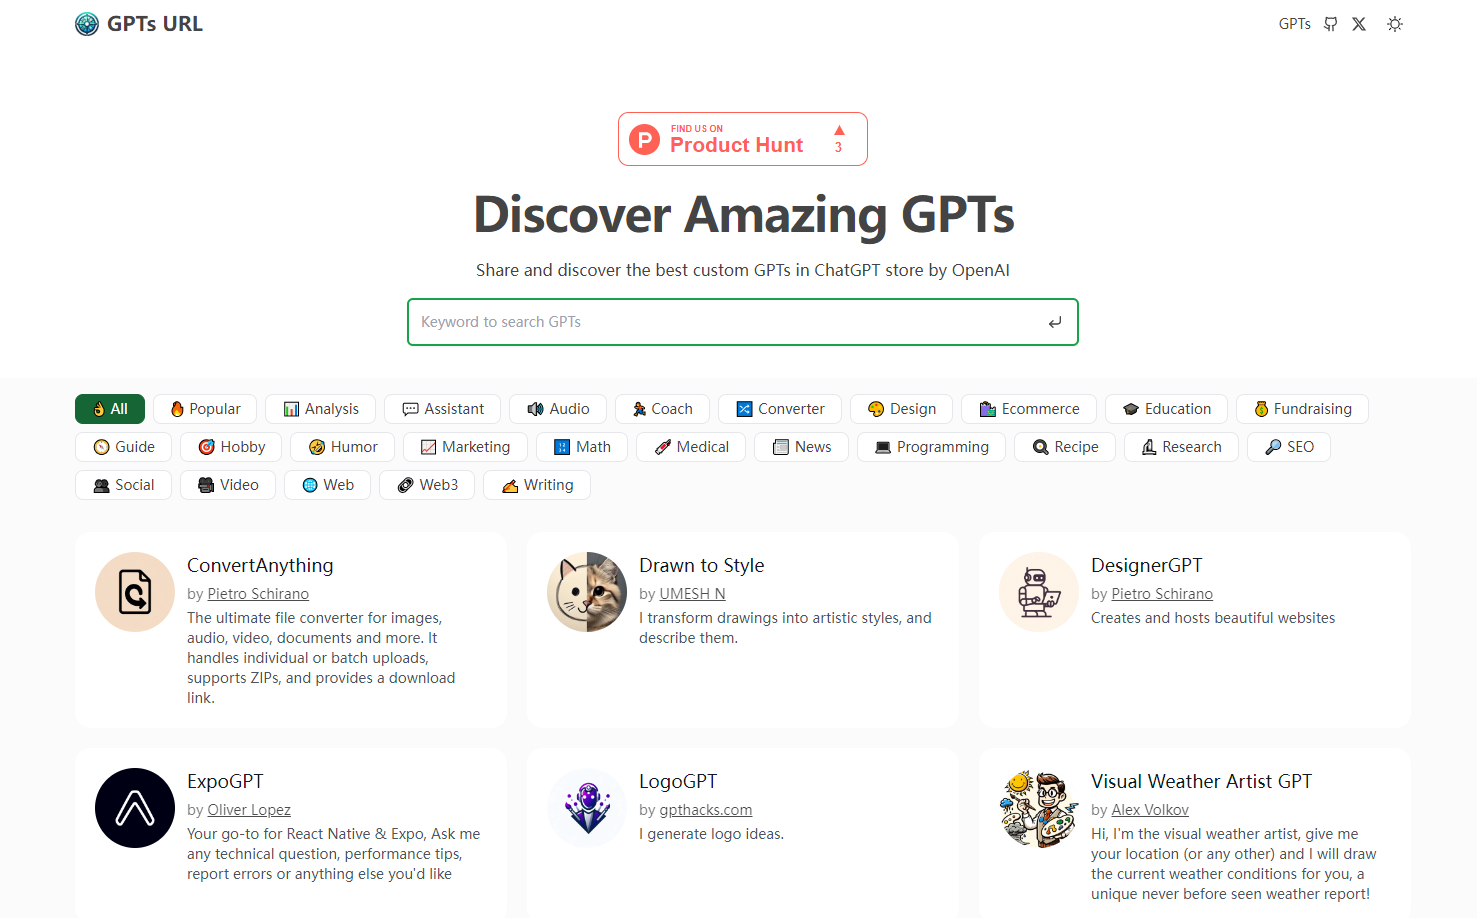 GPTs URL
GPTs
FIND US ON
Product Hunt
3
Discover Amazing GPTs
Share and discover the best custom GPTs in ChatGPT store by OpenAI
Keyword to search GPTs
All Popular Analysis Assistant Audio Coach Converter Design Ecommerce Education Fundraising
Guide Hobby Humor Marketing Math Medical News Programming Recipe Research SEO
Social Video Web Web3 Writing
ConvertAnything
by Pietro Schirano
The ultimate file converter for images,
audio, video, documents and more. It
handles individual or batch uploads,
supports ZIPs, and provides a download
link.
Drawn to Style
by UMESH N
I transform drawings into artistic styles, and
describe them.
DesignerGPT
by Pietro Schirano
Creates and hosts beautiful websites
ExpoGPT
by Oliver Lopez
Your go-to for React Native & Expo, Ask me
any technical question, performance tips,
report errors or anything else you'd like
LogoGPT
by gpthacks.com
I generate logo ideas.
Visual Weather Artist GPT
by Alex Volkov
Hi, I'm the visual weather artist, give me
your location (or any other) and I will draw
the current weather conditions for you, a
unique never before seen weather report!